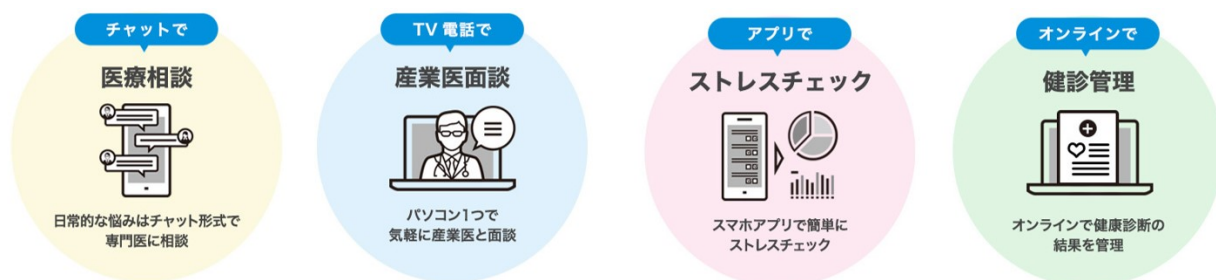 チャットで
医療相談
日常的な悩みはチャット形式で
専門医に相談
TV 電話で
産業医面談
パソコン1つで
気軽に産業医と面談
アプリで
ストレスチェック
スマホアプリで簡単に
ストレスチェック
オンラインで
健診管理
オンラインで健康診断の
結果を管理